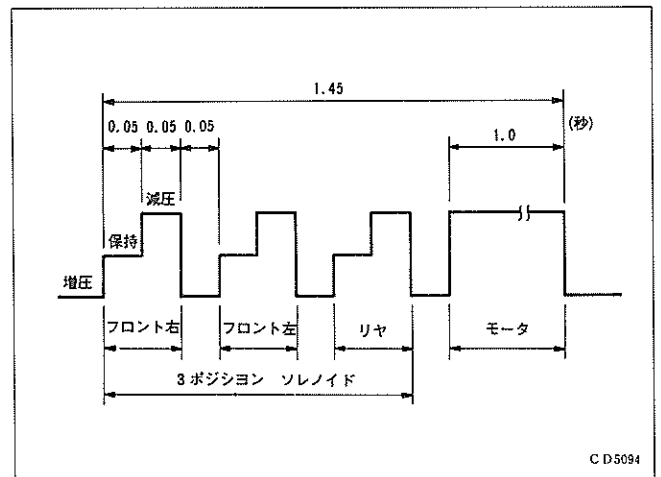 1.45
0.05 0.05 0.05
(秒)
1.0
減圧
保持
増圧
フロント右
フロント左
リヤ
モータ
3ポジション ソレノイド
CD5094